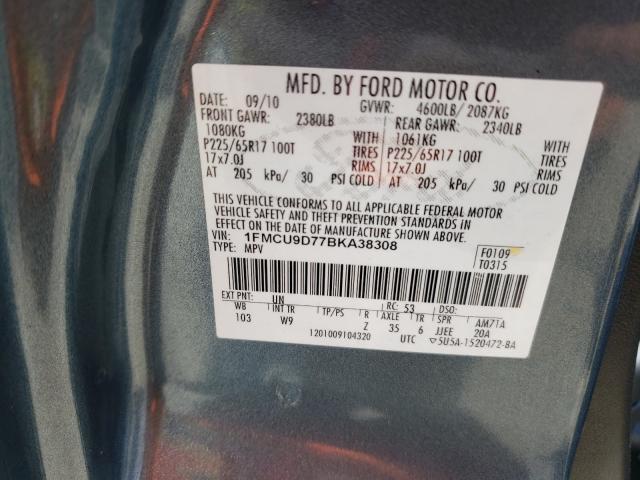 MFD. BY FORD MOTOR CO.
DATE: 09/10 GVWR: 4600LB/ 2087KG
FRONT GAWR: 2380LB REAR GAWR: 2340LB
1080KG WITH 1061KG WITH
P225/65R17 100T TIRES P225/65R17 100T TIRES
17x7.0J RIMS 17x7.0J RIMS
AT 205 kPa/ 30 PSI COLD AT 205 kPa/ 30 PSI COLD
THIS VEHICLE CONFORMS TO ALL APPLICABLE FEDERAL MOTOR
VEHICLE SAFETY AND THEFT PREVENTION STANDARDS IN
EFFECT ON THE DATE OF MANUFACTURE SHOWN ABOVE.
VIN: 1FMCU9D77BKA38308
TYPE: MPV
F0109
T0315
EXT PNT: UN RC: 53 DSO:
WB INT TR TP/PS R AXLE TR SPR AM71A
103 W9 Z 35 6 JJEE 20A
1201009104320 UTC ▽5U5A-1520472-BA